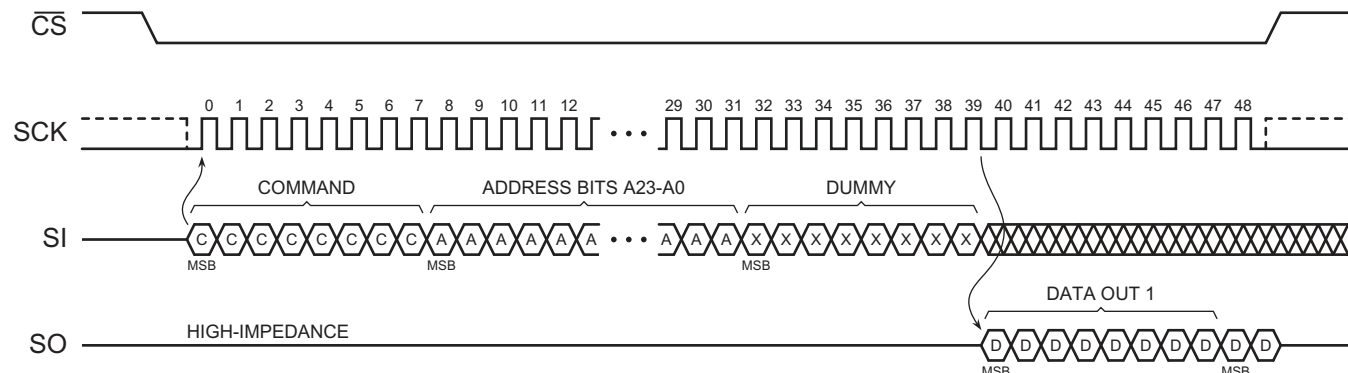 CS
0 1 2 3 4 5 6 7 8 9 10 11 12 29 30 31 32 33 34 35 36 37 38 39 40 41 42 43 44 45 46 47 48
SCK • • •
COMMAND ADDRESS BITS A23-A0 DUMMY
SI C C C C C C C C A A A A A A • • • A A A X X X X X X X X
MSB MSB MSB
DATA OUT 1
HIGH-IMPEDANCE
SO D D D D D D D D D D
MSB MSB